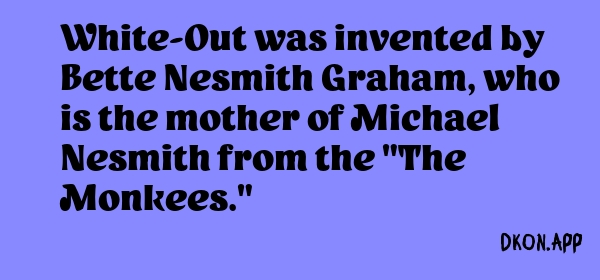 White-Out was invented by
Bette Nesmith Graham, who
is the mother of Michael
Nesmith from the "The
Monkees."
DKON.APP